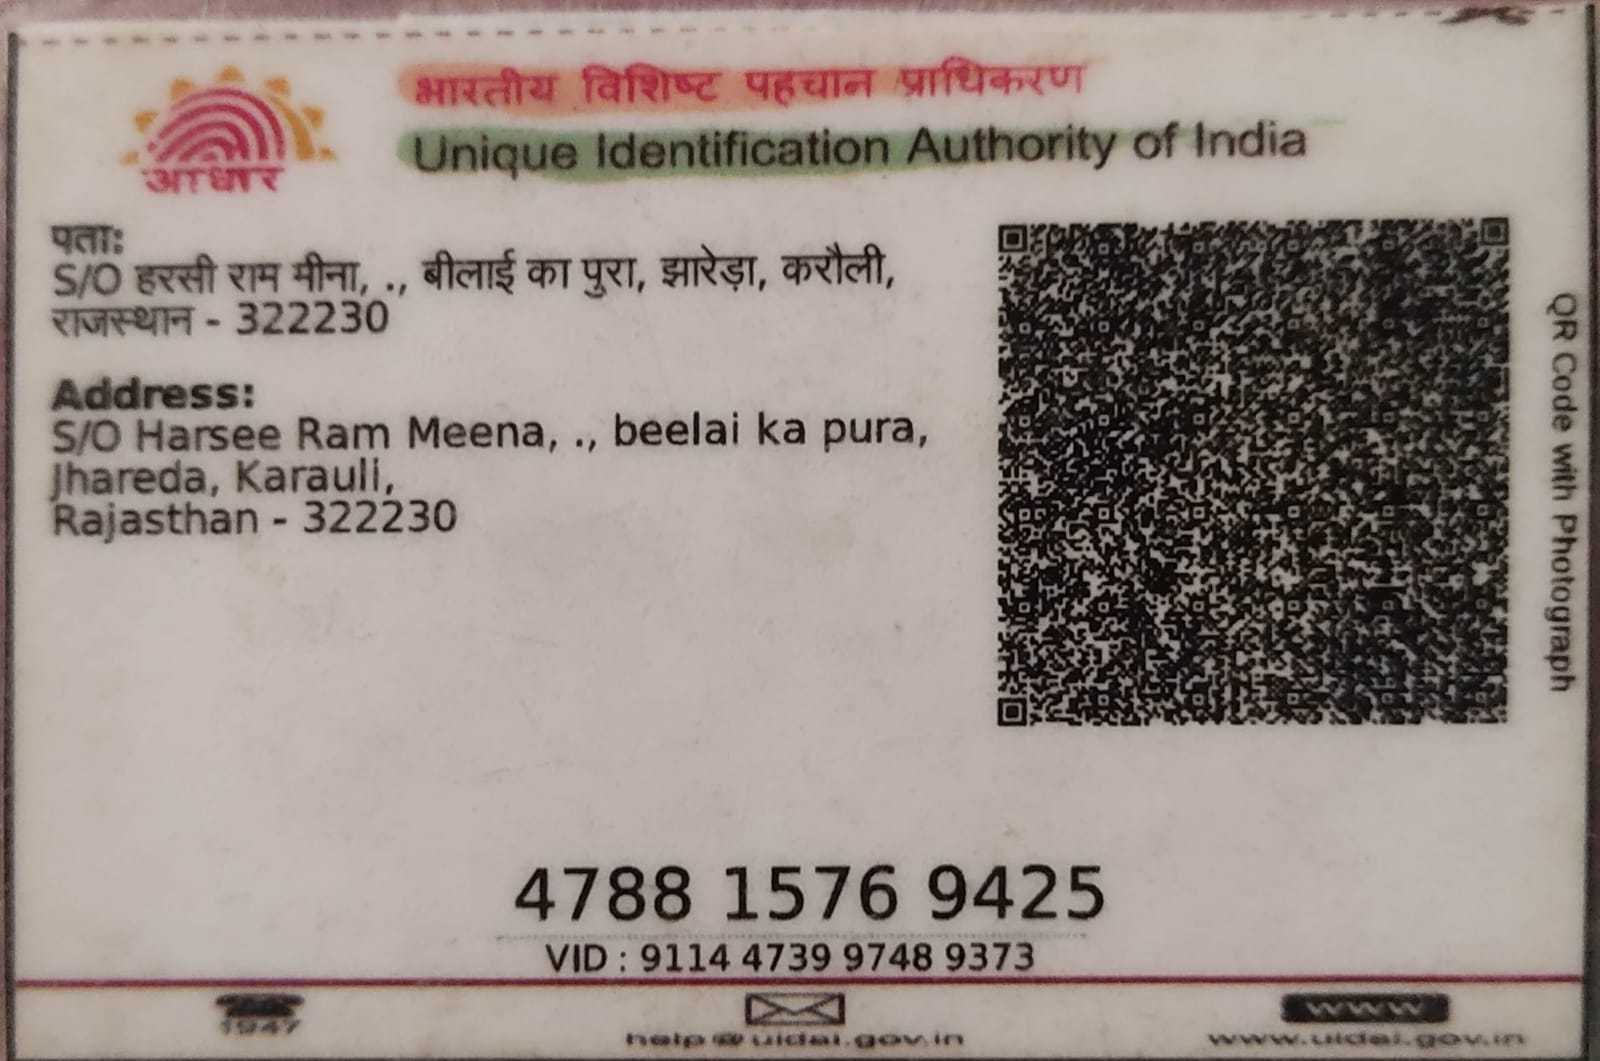 भारतीय विशिष्ट पहचान प्राधिकरण
Unique Identification Authority of India
आधार
पता:
S/O हरसी राम मीना, ., बीलाई का पुरा, झारेड़ा, करौली,
राजस्थान - 322230
Address:
S/O Harsee Ram Meena, ., beelai ka pura,
Jhareda, Karauli,
Rajasthan - 322230
QR Code with Photograph
4788 1576 9425
VID : 9114 4739 9748 9373
1947
help@uidai.gov.in
www
www.uidai.gov.in